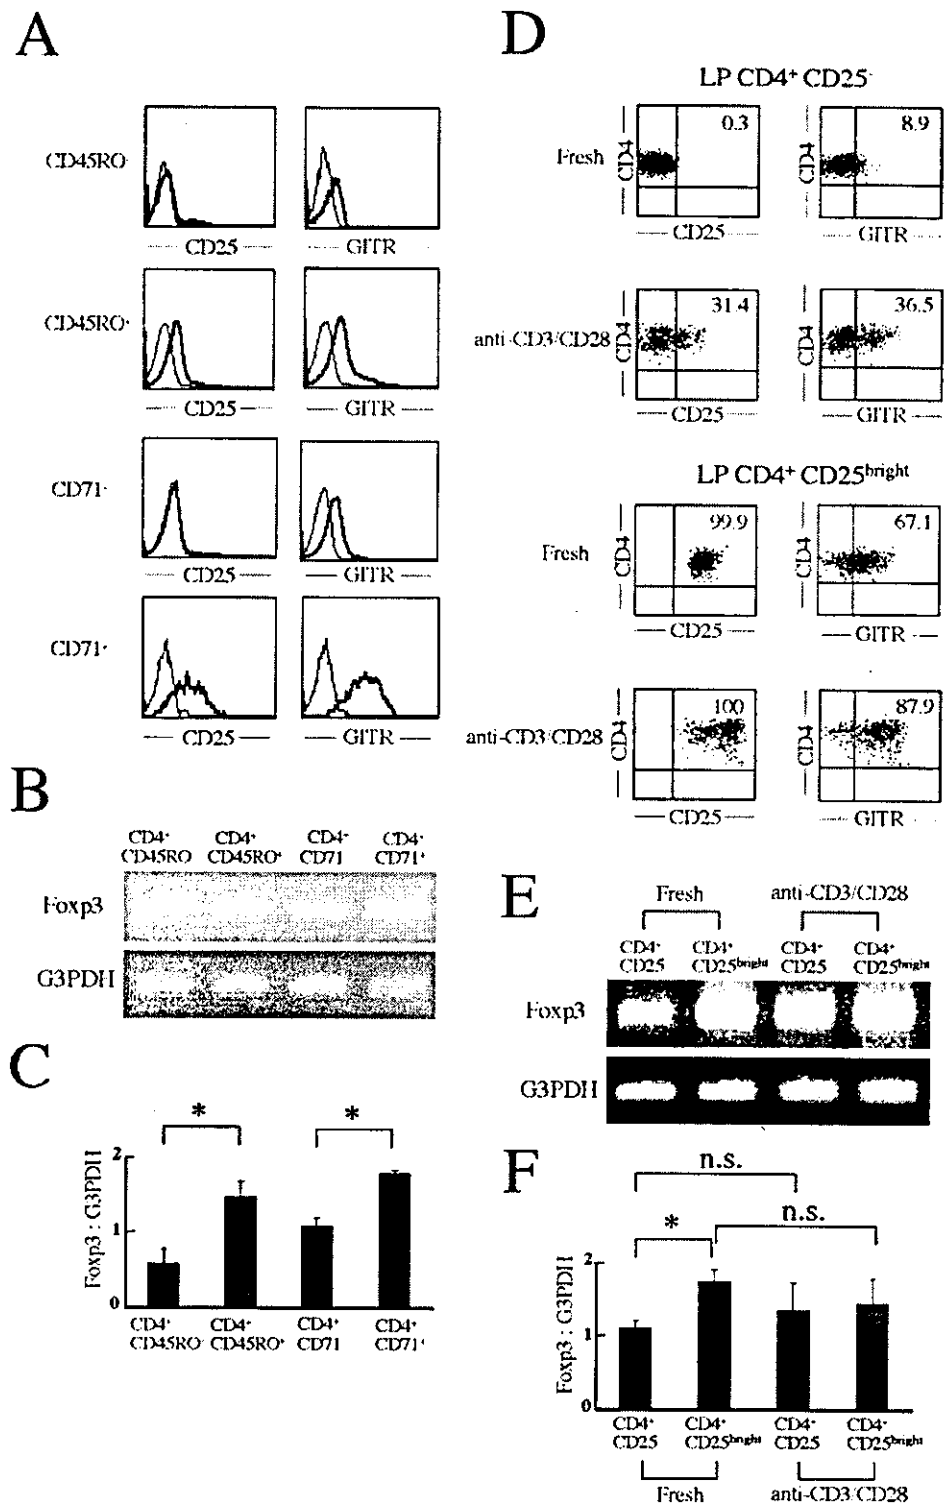 A
CD45RO-
CD25
GITR
CD45RO+
CD25
GITR
CD71-
CD25
GITR
CD71+
CD25
GITR
B
CD4+ CD4+ CD4+ CD4+
CD45RO CD45RO+ CD71 CD71+
Foxp3
G3PDH
C
*
*
Foxp3 : G3PDH
2
1
0
CD4+ CD4+ CD4+ CD4+
CD45RO- CD45RO+ CD71 CD71+
D
LP CD4+ CD25-
Fresh
CD4
0.3
CD25
CD4
8.9
GITR
anti-CD3/CD28
CD4
31.4
CD25
CD4
36.5
GITR
LP CD4+ CD25bright
Fresh
CD4
99.9
CD25
CD4
67.1
GITR
anti-CD3/CD28
CD4
100
CD25
CD4
87.9
GITR
E
Fresh anti-CD3/CD28
CD4+ CD4+ CD4+ CD4+
CD25 CD25bright CD25 CD25bright
Foxp3
G3PDH
F
n.s.
n.s.
*
Foxp3 : G3PDH
2
1
0
CD4+ CD4+ CD4+ CD4+
CD25 CD25bright CD25 CD25bright
Fresh anti-CD3/CD28